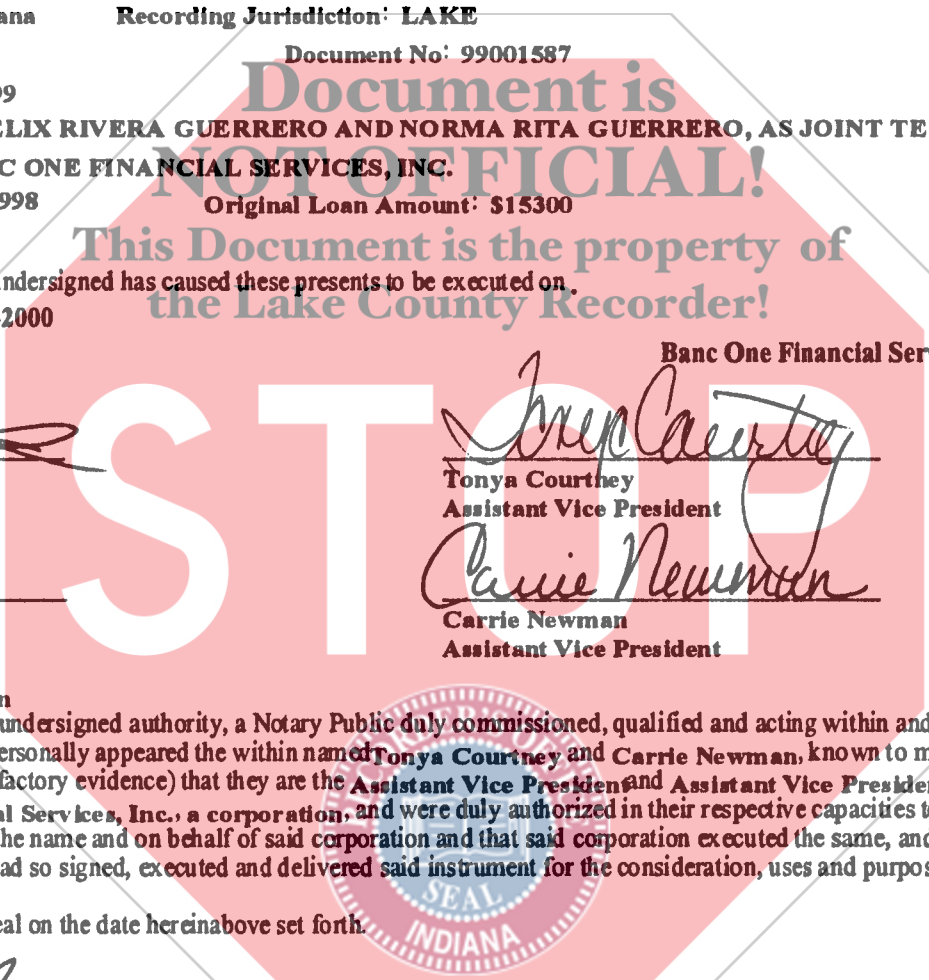 ana Recording Jurisdiction: LAKE
Document No: 99001587
Document is
99
ELIX RIVERA GUERRERO AND NORMA RITA GUERRERO, AS JOINT TE
C ONE FINANCIAL SERVICES, INC.
NOT OFFICIAL!
998 Original Loan Amount: $15300
This Document is the property of
ndersigned has caused these presents to be executed on .
the Lake County Recorder!
-2000
Banc One Financial Ser
STOP
Tonya Courtney
Tonya Courtney
Assistant Vice President
Carrie Newman
Carrie Newman
Assistant Vice President
n
undersigned authority, a Notary Public duly commissioned, qualified and acting within and
ersonally appeared the within named Tonya Courtney and Carrie Newman, known to m
factory evidence) that they are the Assistant Vice President and Assistant Vice Preside
al Services, Inc., a corporation, and were duly authorized in their respective capacities t
he name and on behalf of said corporation and that said corporation executed the same, and
ad so signed, executed and delivered said instrument for the consideration, uses and purpos
SEAL
eal on the date hereinabove set forth.
INDIANA